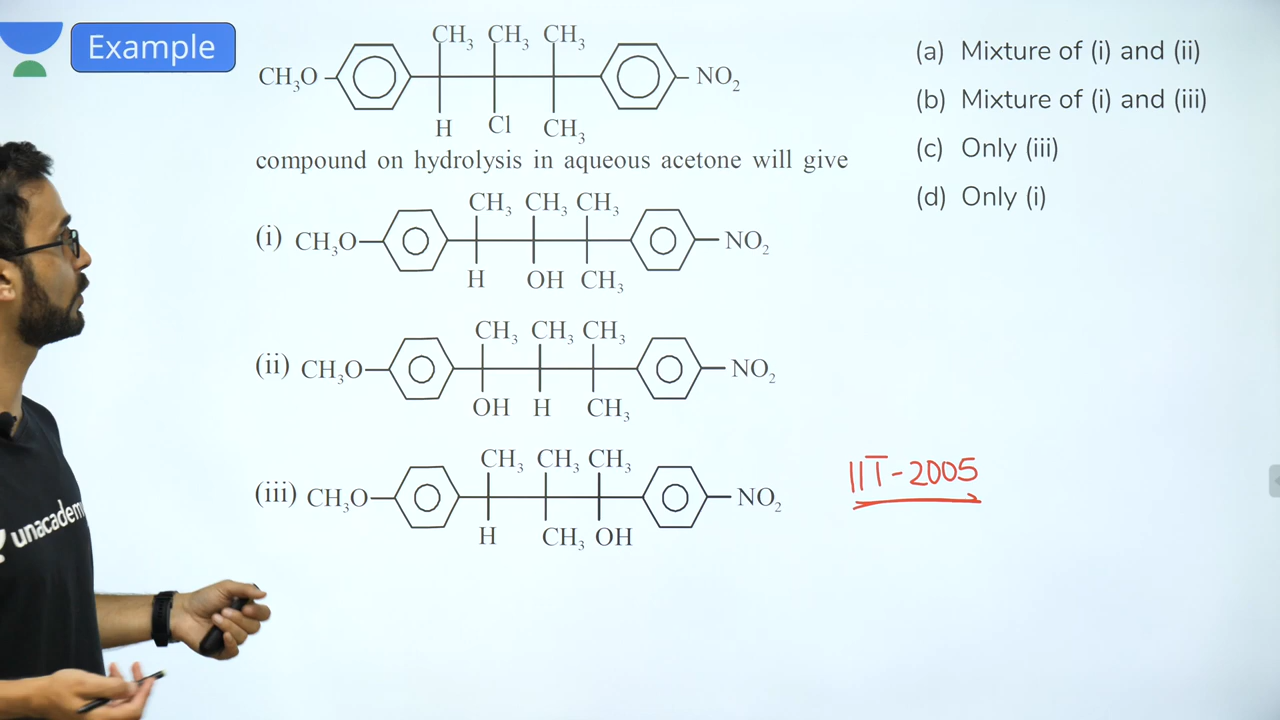 Example
CH₃ CH₃ CH₃
CH₃O NO₂
H Cl CH₃
compound on hydrolysis in aqueous acetone will give
CH₃ CH₃ CH₃
(i) CH₃O NO₂
H OH CH₃
CH₃ CH₃ CH₃
(ii) CH₃O NO₂
OH H CH₃
CH₃ CH₃ CH₃
(iii) CH₃O NO₂
H CH₃ OH
(a) Mixture of (i) and (ii)
(b) Mixture of (i) and (iii)
(c) Only (iii)
(d) Only (i)
IIT-2005
unacademy